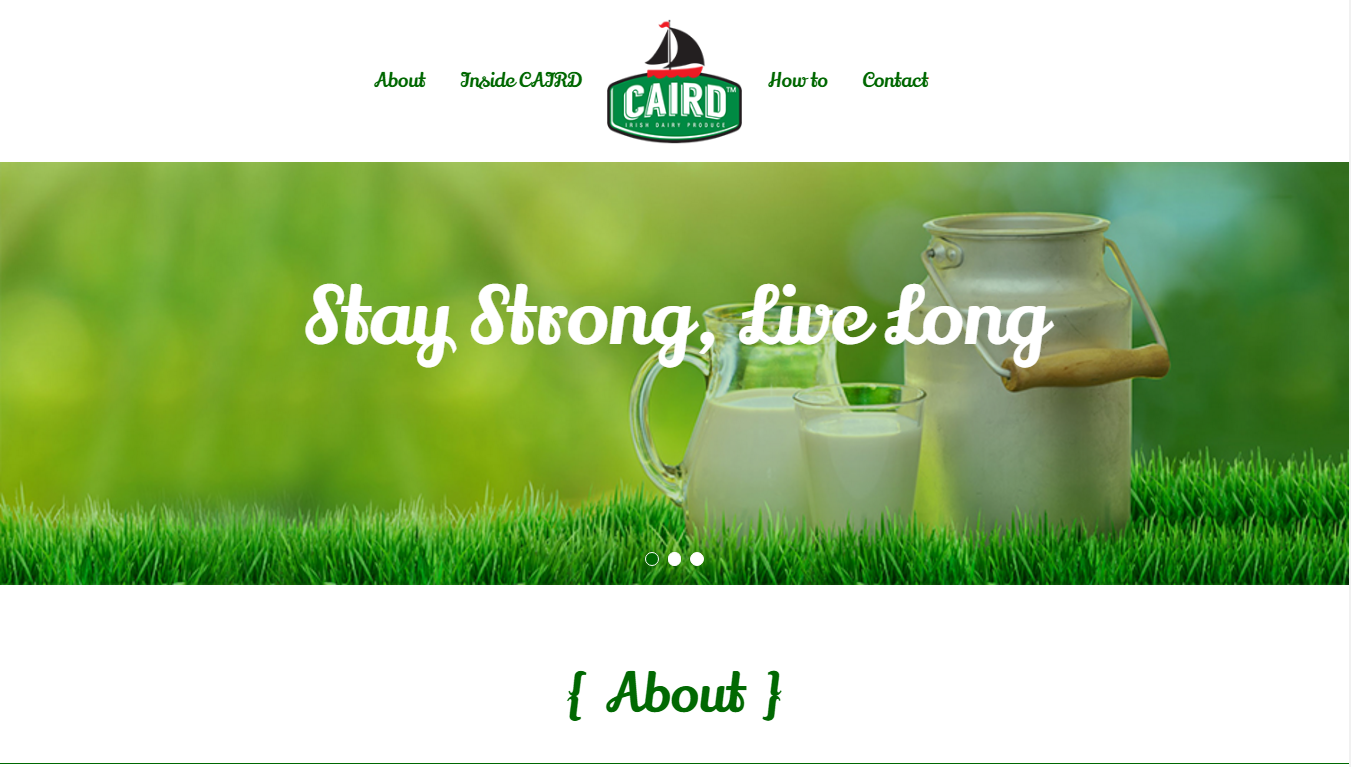 About
Inside CAIRD
CAIRD™
IRISH DAIRY PRODUCE
How to
Contact
Stay Strong, Live Long
{ About }